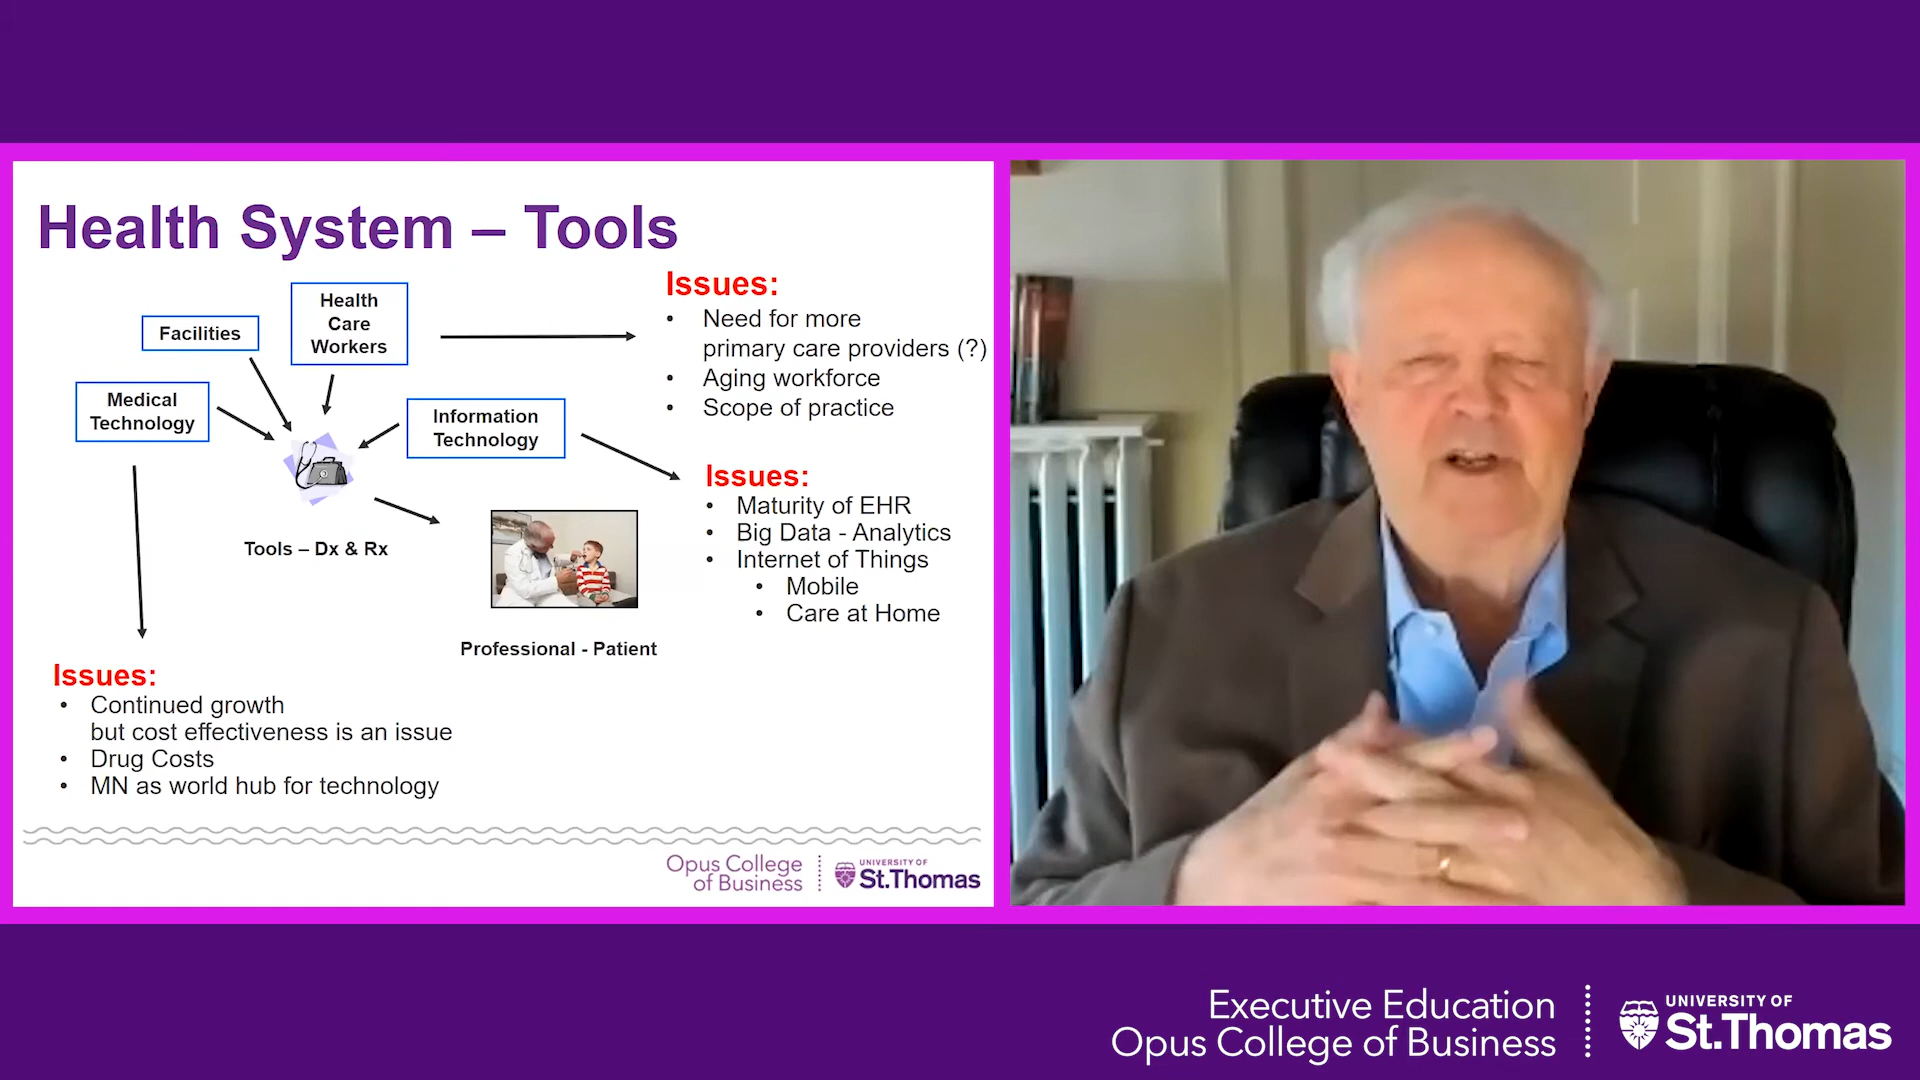 Health System – Tools
Health
Care
Workers
Facilities
Medical
Technology
Information
Technology
Tools – Dx & Rx
Professional - Patient
Issues:
• Need for more
primary care providers (?)
• Aging workforce
• Scope of practice
Issues:
• Maturity of EHR
• Big Data - Analytics
• Internet of Things
• Mobile
• Care at Home
Issues:
• Continued growth
but cost effectiveness is an issue
• Drug Costs
• MN as world hub for technology
Opus College
of Business
UNIVERSITY OF
St.Thomas
Executive Education
Opus College of Business
UNIVERSITY OF
St.Thomas